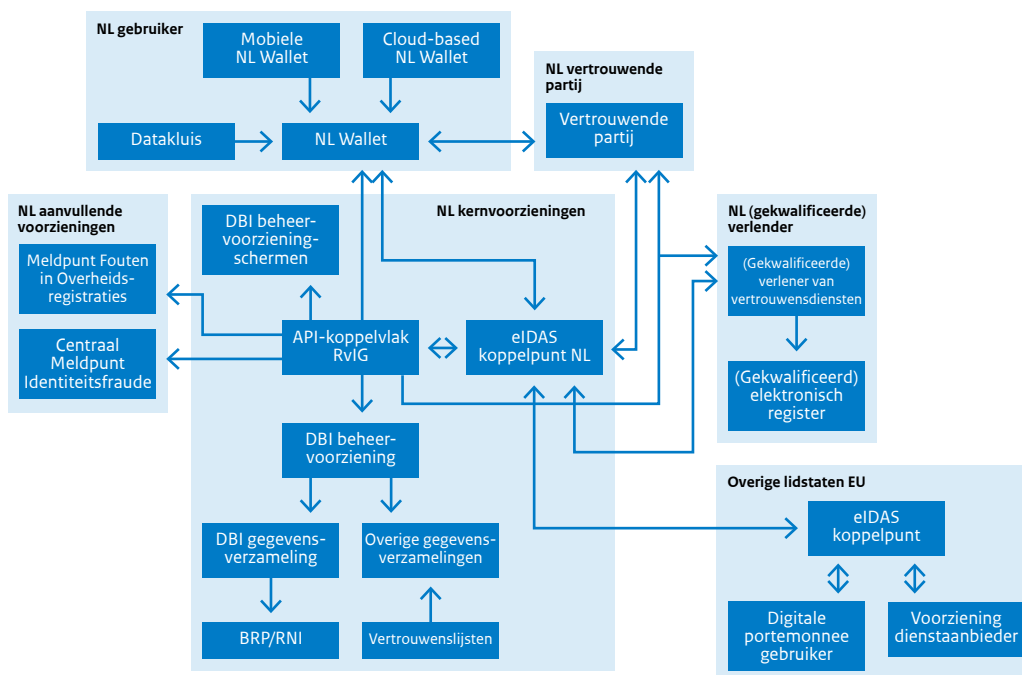 NL gebruiker
Mobiele
NL Wallet
Cloud-based
NL Wallet
Datakluis
NL Wallet
NL vertrouwende
partij
Vertrouwende
partij
NL aanvullende
voorzieningen
Meldpunt Fouten
in Overheids-
registraties
Centraal
Meldpunt
Identiteitsfraude
NL kernvoorzieningen
DBI beheer-
voorziening-
schermen
API-koppelvlak
RvIG
eIDAS
koppelpunt NL
DBI beheer-
voorziening
DBI gegevens-
verzameling
Overige gegevens-
verzamelingen
BRP/RNI
Vertrouwenslijsten
NL (gekwalificeerde)
verlender
(Gekwalificeerde)
verlener van
vertrouwensdiensten
(Gekwalificeerd)
elektronisch
register
Overige lidstaten EU
eIDAS
koppelpunt
Digitale
portemonnee
gebruiker
Voorziening
dienstaanbieder